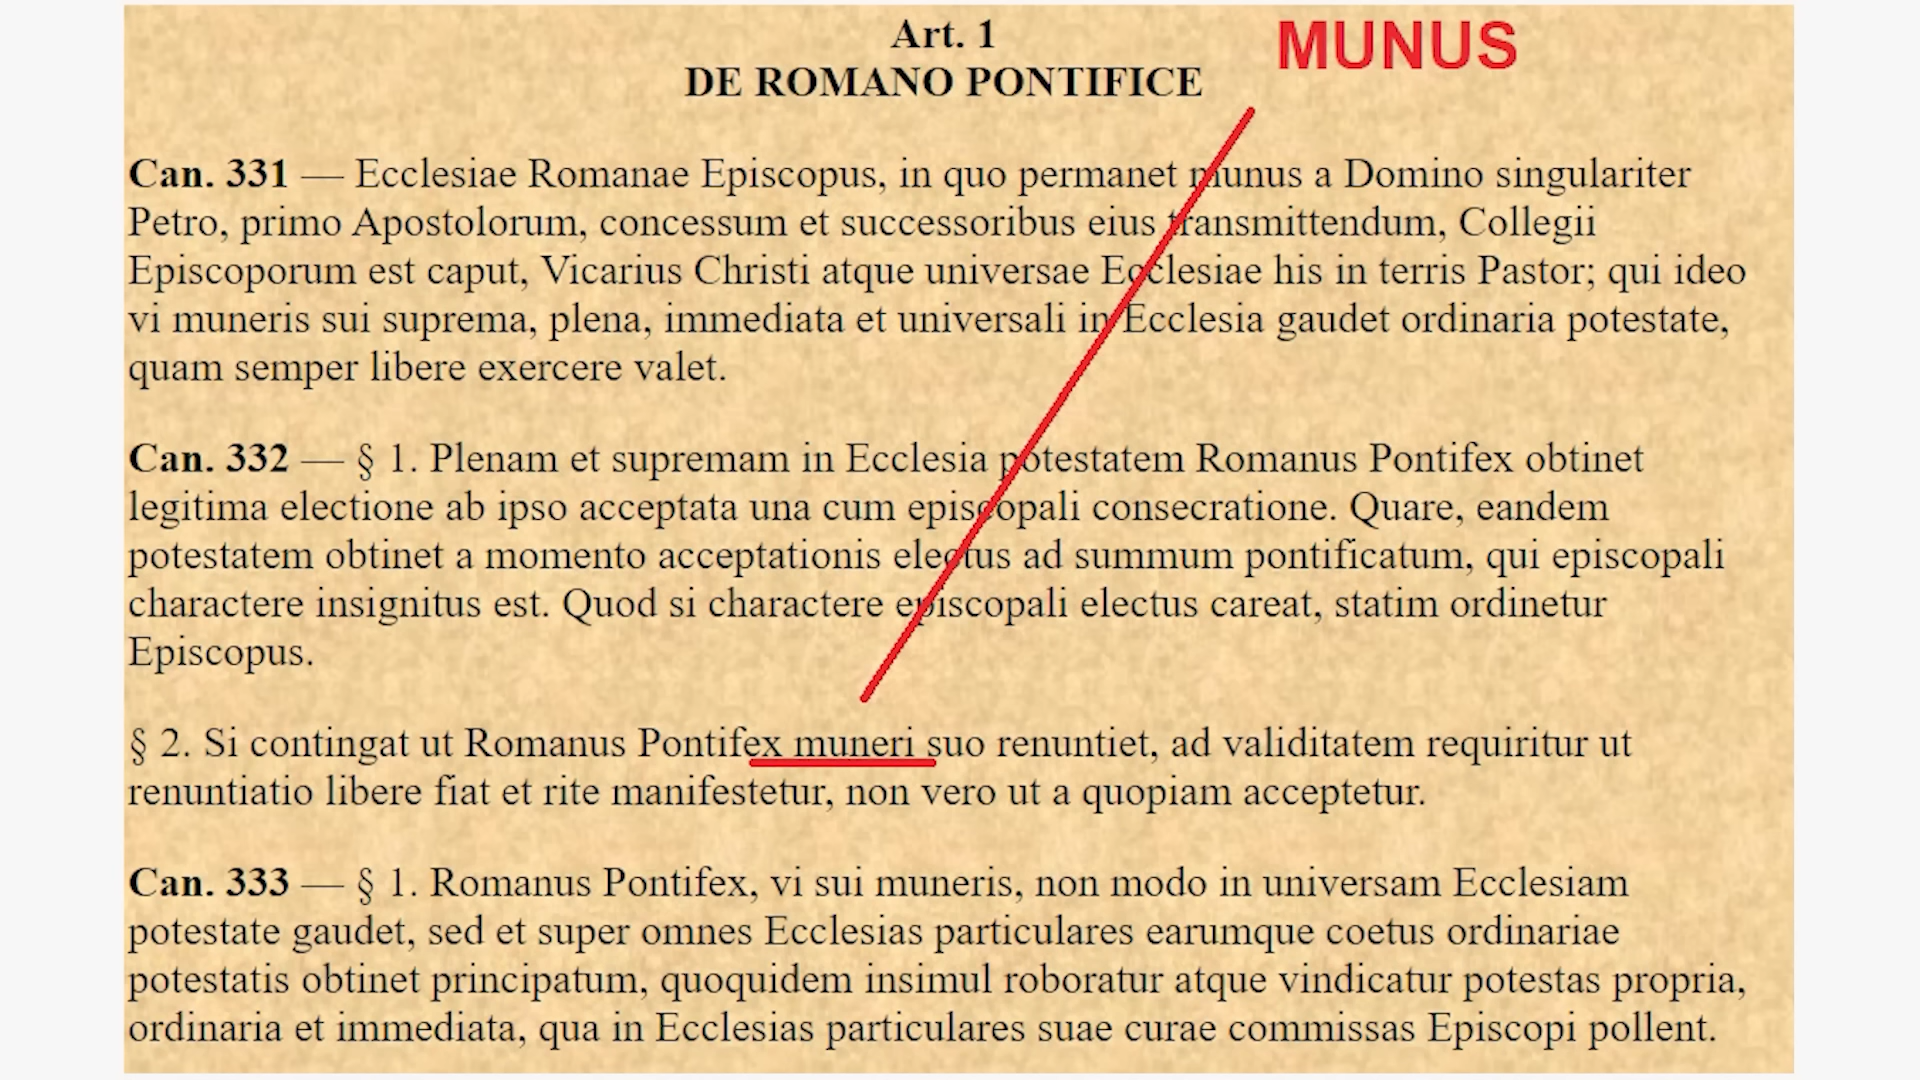 Art. 1
MUNUS
DE ROMANO PONTIFICE
Can. 331 — Ecclesiae Romanae Episcopus, in quo permanet munus a Domino singulariter
Petro, primo Apostolorum, concessum et successoribus eius transmittendum, Collegii
Episcoporum est caput, Vicarius Christi atque universae Ecclesiae his in terris Pastor; qui ideo
vi muneris sui suprema, plena, immediata et universali in Ecclesia gaudet ordinaria potestate,
quam semper libere exercere valet.
Can. 332 — § 1. Plenam et supremam in Ecclesia potestatem Romanus Pontifex obtinet
legitima electione ab ipso acceptata una cum episcopali consecratione. Quare, eandem
potestatem obtinet a momento acceptationis electus ad summum pontificatum, qui episcopali
charactere insignitus est. Quod si charactere episcopali electus careat, statim ordinetur
Episcopus.
§ 2. Si contingat ut Romanus Pontifex muneri suo renuntiet, ad validitatem requiritur ut
renuntiatio libere fiat et rite manifestetur, non vero ut a quopiam acceptetur.
Can. 333 — § 1. Romanus Pontifex, vi sui muneris, non modo in universam Ecclesiam
potestate gaudet, sed et super omnes Ecclesias particulares earumque coetus ordinariae
potestatis obtinet principatum, quoquidem insimul roboratur atque vindicatur potestas propria,
ordinaria et immediata, qua in Ecclesias particulares suae curae commissas Episcopi pollent.